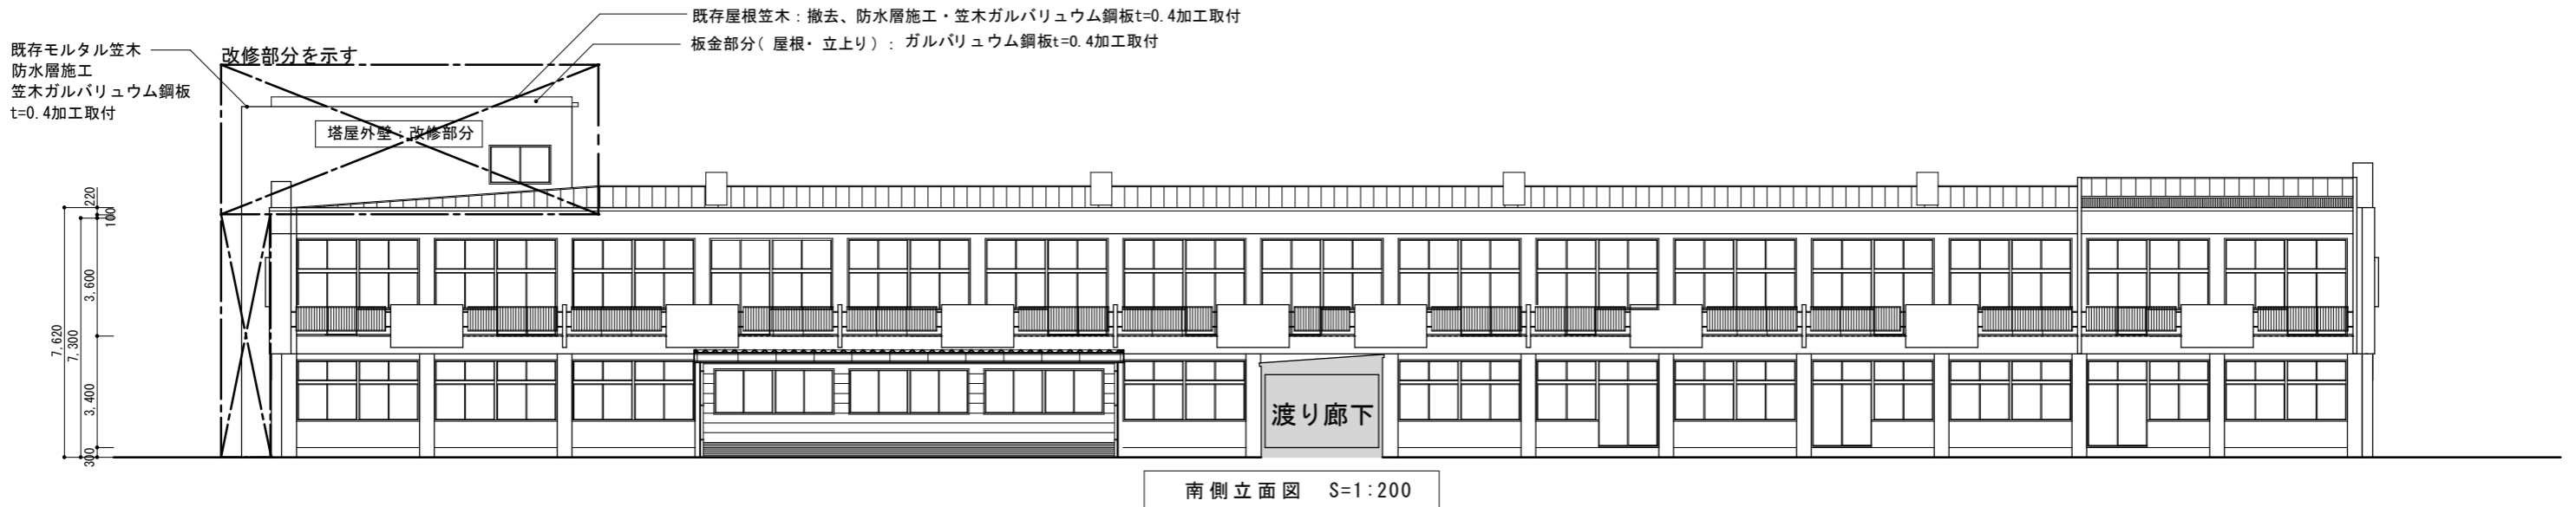 既存屋根笠木：撤去、防水層施工・笠木ガルバリュウム鋼板t=0.4加工取付
板金部分（屋根・立上り）：ガルバリュウム鋼板t=0.4加工取付
既存モルタル笠木
防水層施工
笠木ガルバリュウム鋼板
t=0.4加工取付
改修部分を示す
塔屋外壁：改修部分
220
100
3,600
7,620
7,300
3,400
300
渡り廊下
南側立面図 S=1:200